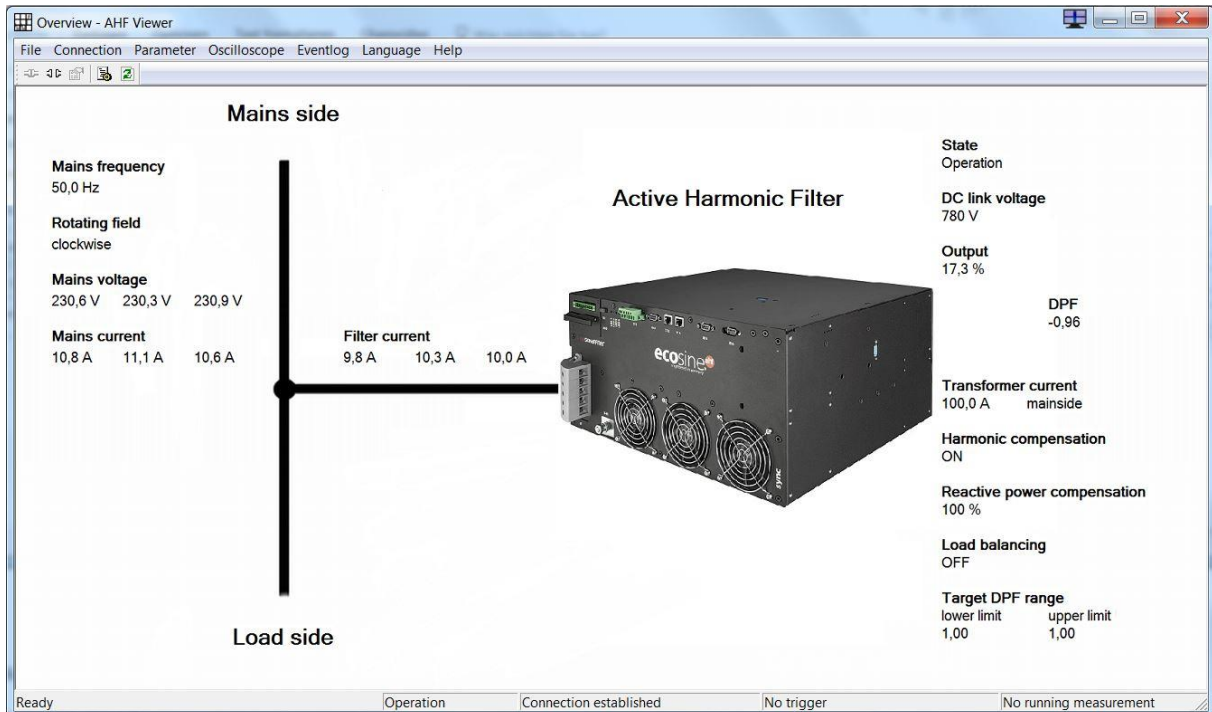 Overview - AHF Viewer
File Connection Parameter Oscilloscope Eventlog Language Help
Mains side
Mains frequency
50,0 Hz
Rotating field
clockwise
Mains voltage
230,6 V 230,3 V 230,9 V
Mains current
10,8 A 11,1 A 10,6 A
Filter current
9,8 A 10,3 A 10,0 A
Load side
Active Harmonic Filter
ecosine
sync
State
Operation
DC link voltage
780 V
Output
17,3 %
DPF
-0,96
Transformer current
100,0 A mainside
Harmonic compensation
ON
Reactive power compensation
100 %
Load balancing
OFF
Target DPF range
lower limit upper limit
1,00 1,00
Ready Operation Connection established No trigger No running measurement